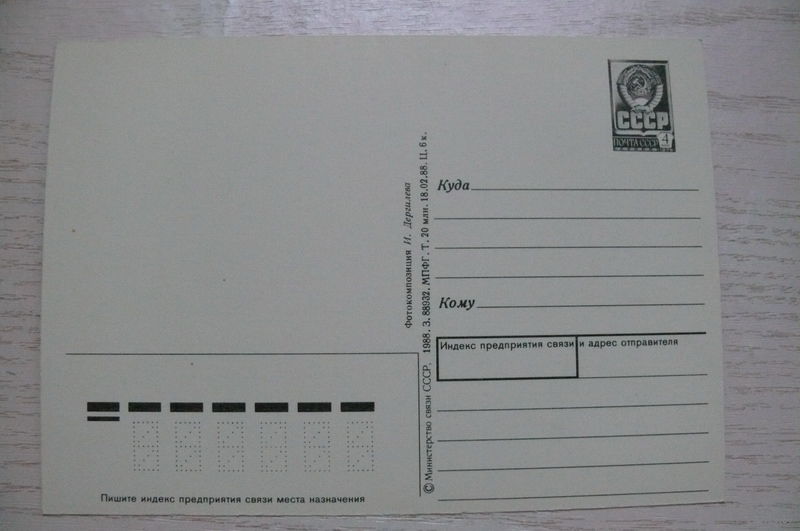 СССР
ПОЧТА СССР 4
Куда
Кому
Индекс предприятия связи и адрес отправителя
Фотокомпозиция И. Дергилева
© Министерство связи СССР. 1988. З. 88932. МПФГ. Т. 20 млн. 18.02.88. Ц. 6 к.
Пишите индекс предприятия связи места назначения